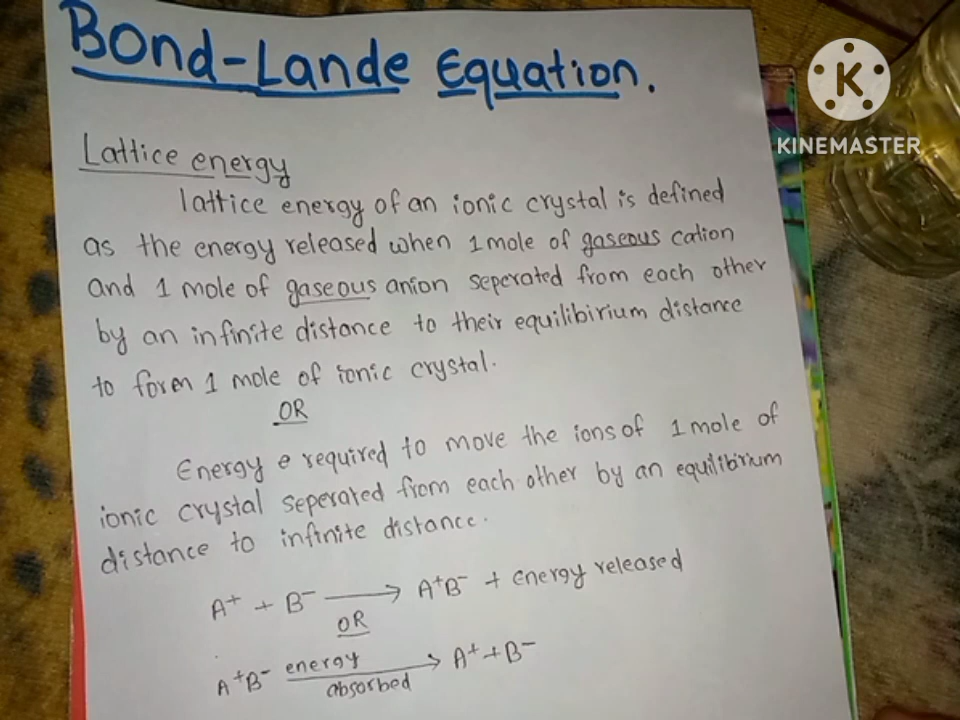 Bond-Lande Equation.
K
KINEMASTER
Lattice energy
lattice energy of an ionic crystal is defined
as the energy released when 1 mole of gaseous cation
and 1 mole of gaseous anion seperated from each other
by an infinite distance to their equilibirium distance
to form 1 mole of ionic crystal.
OR
Energy e required to move the ions of 1 mole of
ionic crystal seperated from each other by an equilibirium
distance to infinite distance.
A⁺ + B⁻ ⟶ A⁺B⁻ + energy released
OR
A⁺B⁻ energy absorbed ⟶ A⁺ + B⁻